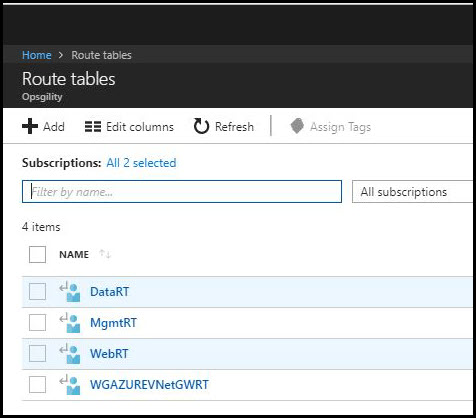 Home > Route tables
Route tables
Opsgility
Add Edit columns Refresh Assign Tags
Subscriptions: All 2 selected
Filter by name... All subscriptions
4 items
NAME
DataRT
MgmtRT
WebRT
WGAZUREVNetGWRT